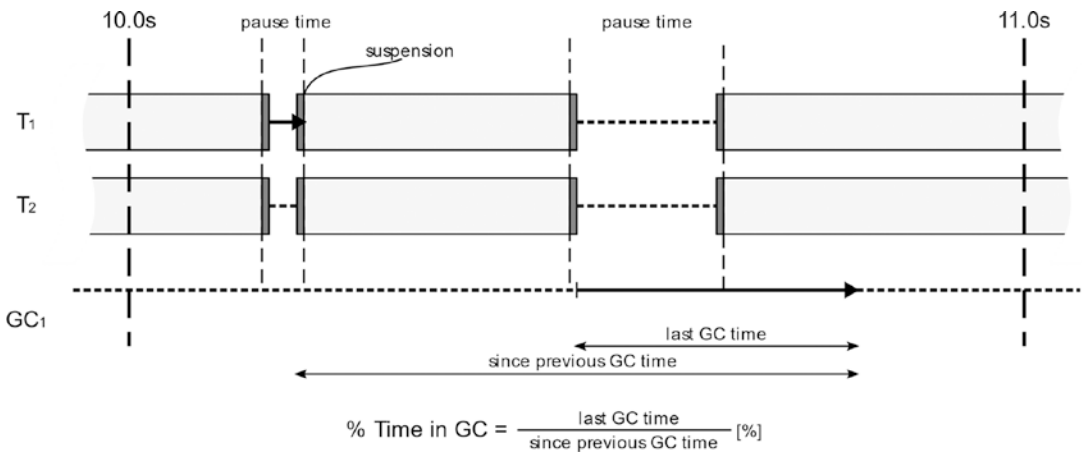 10.0s pause time pause time 11.0s
suspension
T1
T2
GC1
last GC time
since previous GC time
% Time in GC = last GC time / since previous GC time [%]